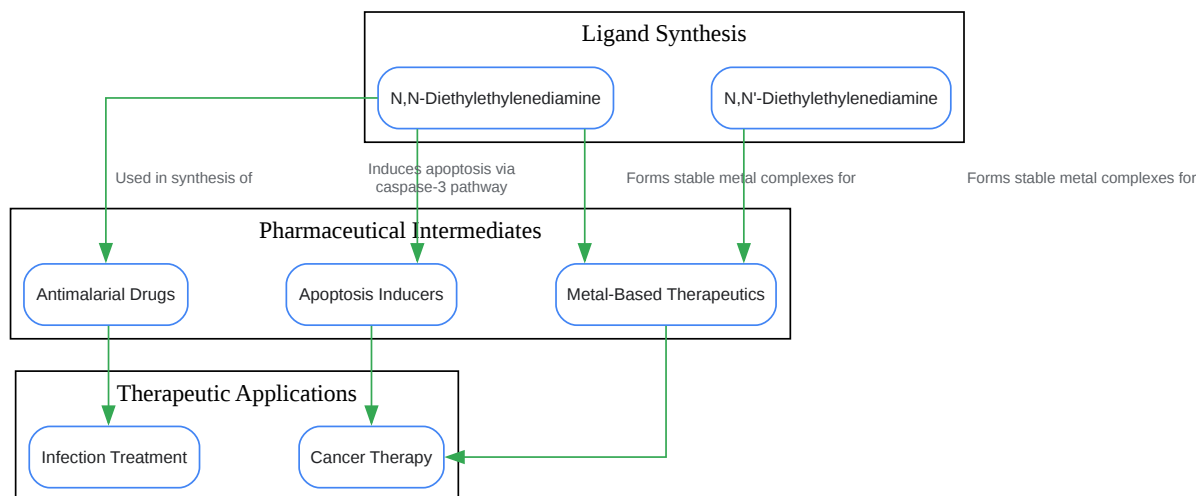 Ligand Synthesis
N,N-Diethylethylenediamine
N,N'-Diethylethylenediamine
Used in synthesis of
Induces apoptosis via
caspase-3 pathway
Forms stable metal complexes for
Forms stable metal complexes for
Pharmaceutical Intermediates
Antimalarial Drugs
Apoptosis Inducers
Metal-Based Therapeutics
Therapeutic Applications
Infection Treatment
Cancer Therapy